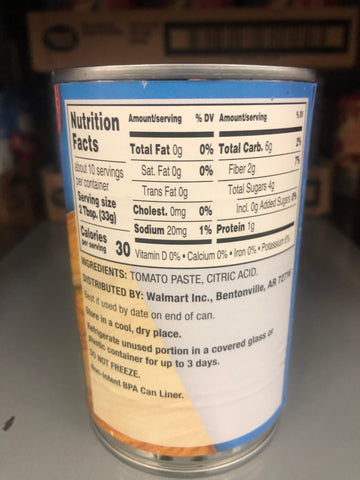 Nutrition Facts
about 10 servings per container
Serving size
2 Tbsp. (33g)
Calories per serving 30
Amount/serving % DV
Total Fat 0g 0%
Sat. Fat 0g 0%
Trans Fat 0g
Cholest. 0mg 0%
Sodium 20mg 1%
Amount/serving % DV
Total Carb. 6g 2%
Fiber 2g 7%
Total Sugars 4g
Incl. 0g Added Sugars 0%
Protein 1g
Vitamin D 0% • Calcium 0% • Iron 0% • Potassium 0%
INGREDIENTS: TOMATO PASTE, CITRIC ACID.
DISTRIBUTED BY: Walmart Inc., Bentonville, AR 72716
Best if used by date on end of can.
Store in a cool, dry place.
Refrigerate unused portion in a covered glass or
plastic container for up to 3 days.
DO NOT FREEZE.
Non-Intent BPA Can Liner.